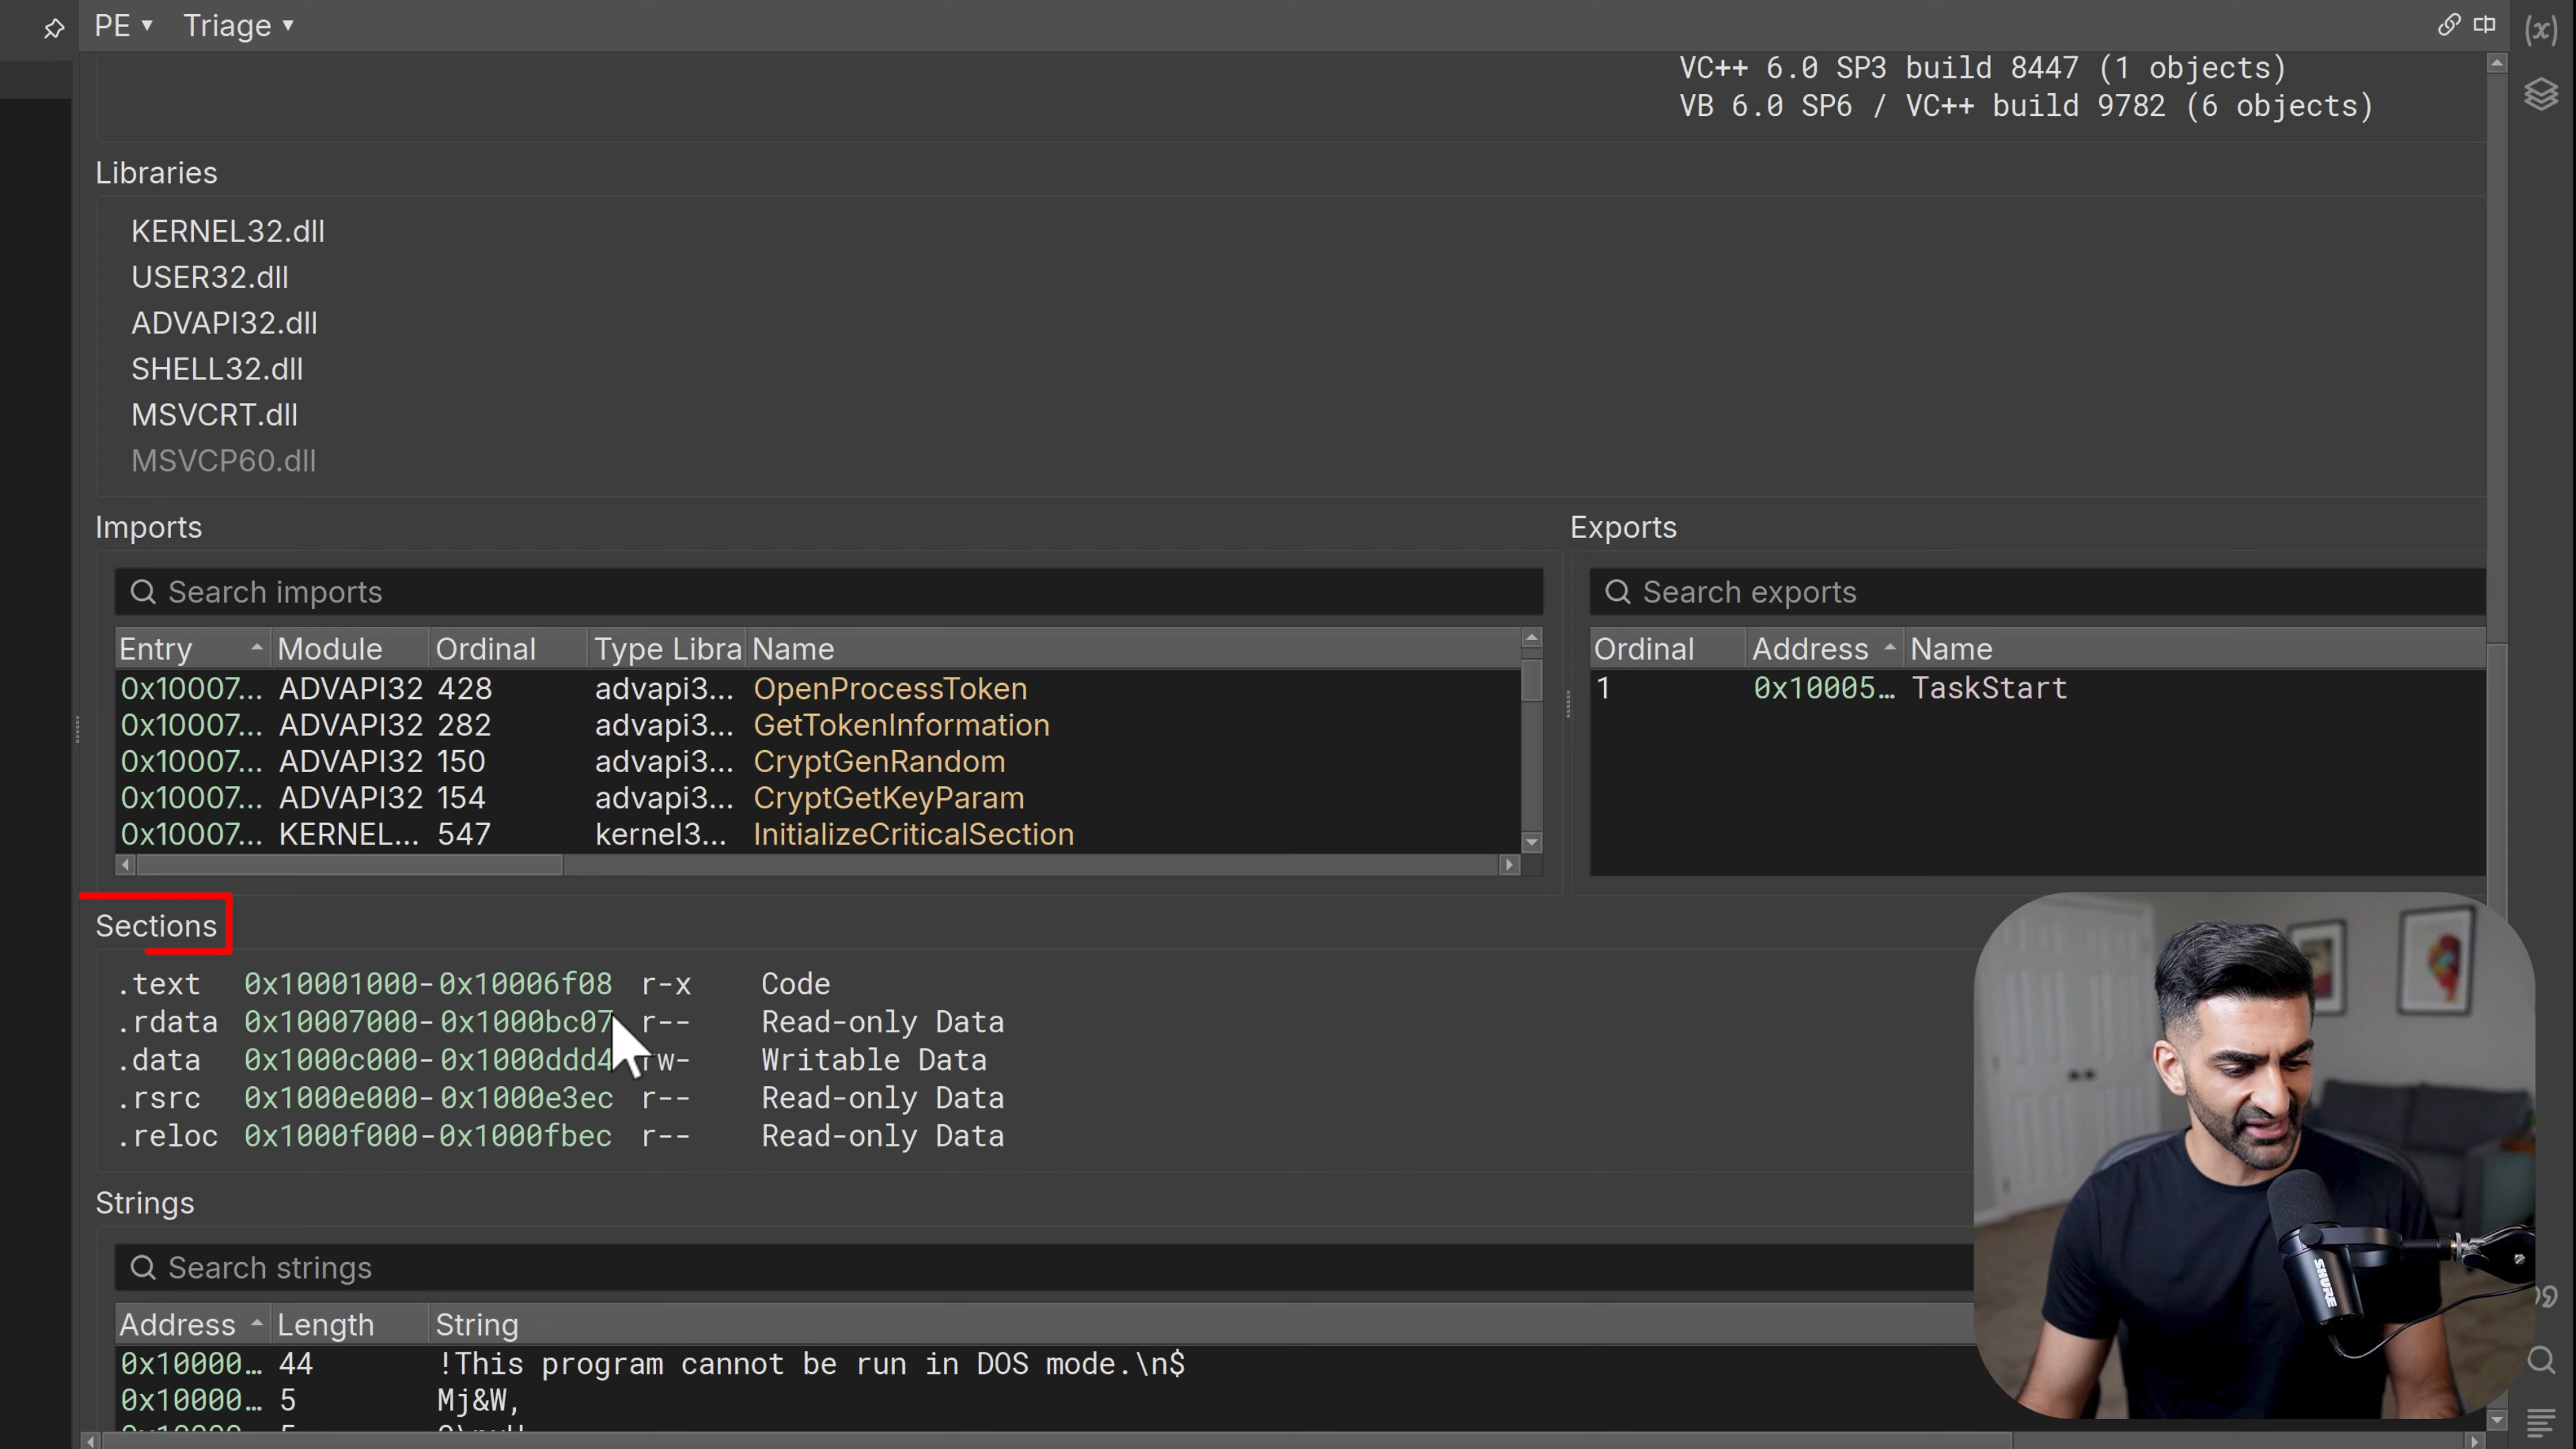 PE ▾ Triage ▾
VC++ 6.0 SP3 build 8447 (1 objects)
VB 6.0 SP6 / VC++ build 9782 (6 objects)
Libraries
KERNEL32.dll
USER32.dll
ADVAPI32.dll
SHELL32.dll
MSVCRT.dll
MSVCP60.dll
Imports
Search imports
Entry Module Ordinal Type Libra Name
0x10007... ADVAPI32 428 advapi3... OpenProcessToken
0x10007... ADVAPI32 282 advapi3... GetTokenInformation
0x10007... ADVAPI32 150 advapi3... CryptGenRandom
0x10007... ADVAPI32 154 advapi3... CryptGetKeyParam
0x10007... KERNEL... 547 kernel3... InitializeCriticalSection
Exports
Search exports
Ordinal Address Name
1 0x10005... TaskStart
Sections
.text 0x10001000-0x10006f08 r-x Code
.rdata 0x10007000-0x1000bc07 r-- Read-only Data
.data 0x1000c000-0x1000ddd4 rw- Writable Data
.rsrc 0x1000e000-0x1000e3ec r-- Read-only Data
.reloc 0x1000f000-0x1000fbec r-- Read-only Data
Strings
Search strings
Address Length String
0x10000... 44 !This program cannot be run in DOS mode.\n$
0x10000... 5 Mj&W,
SHURE